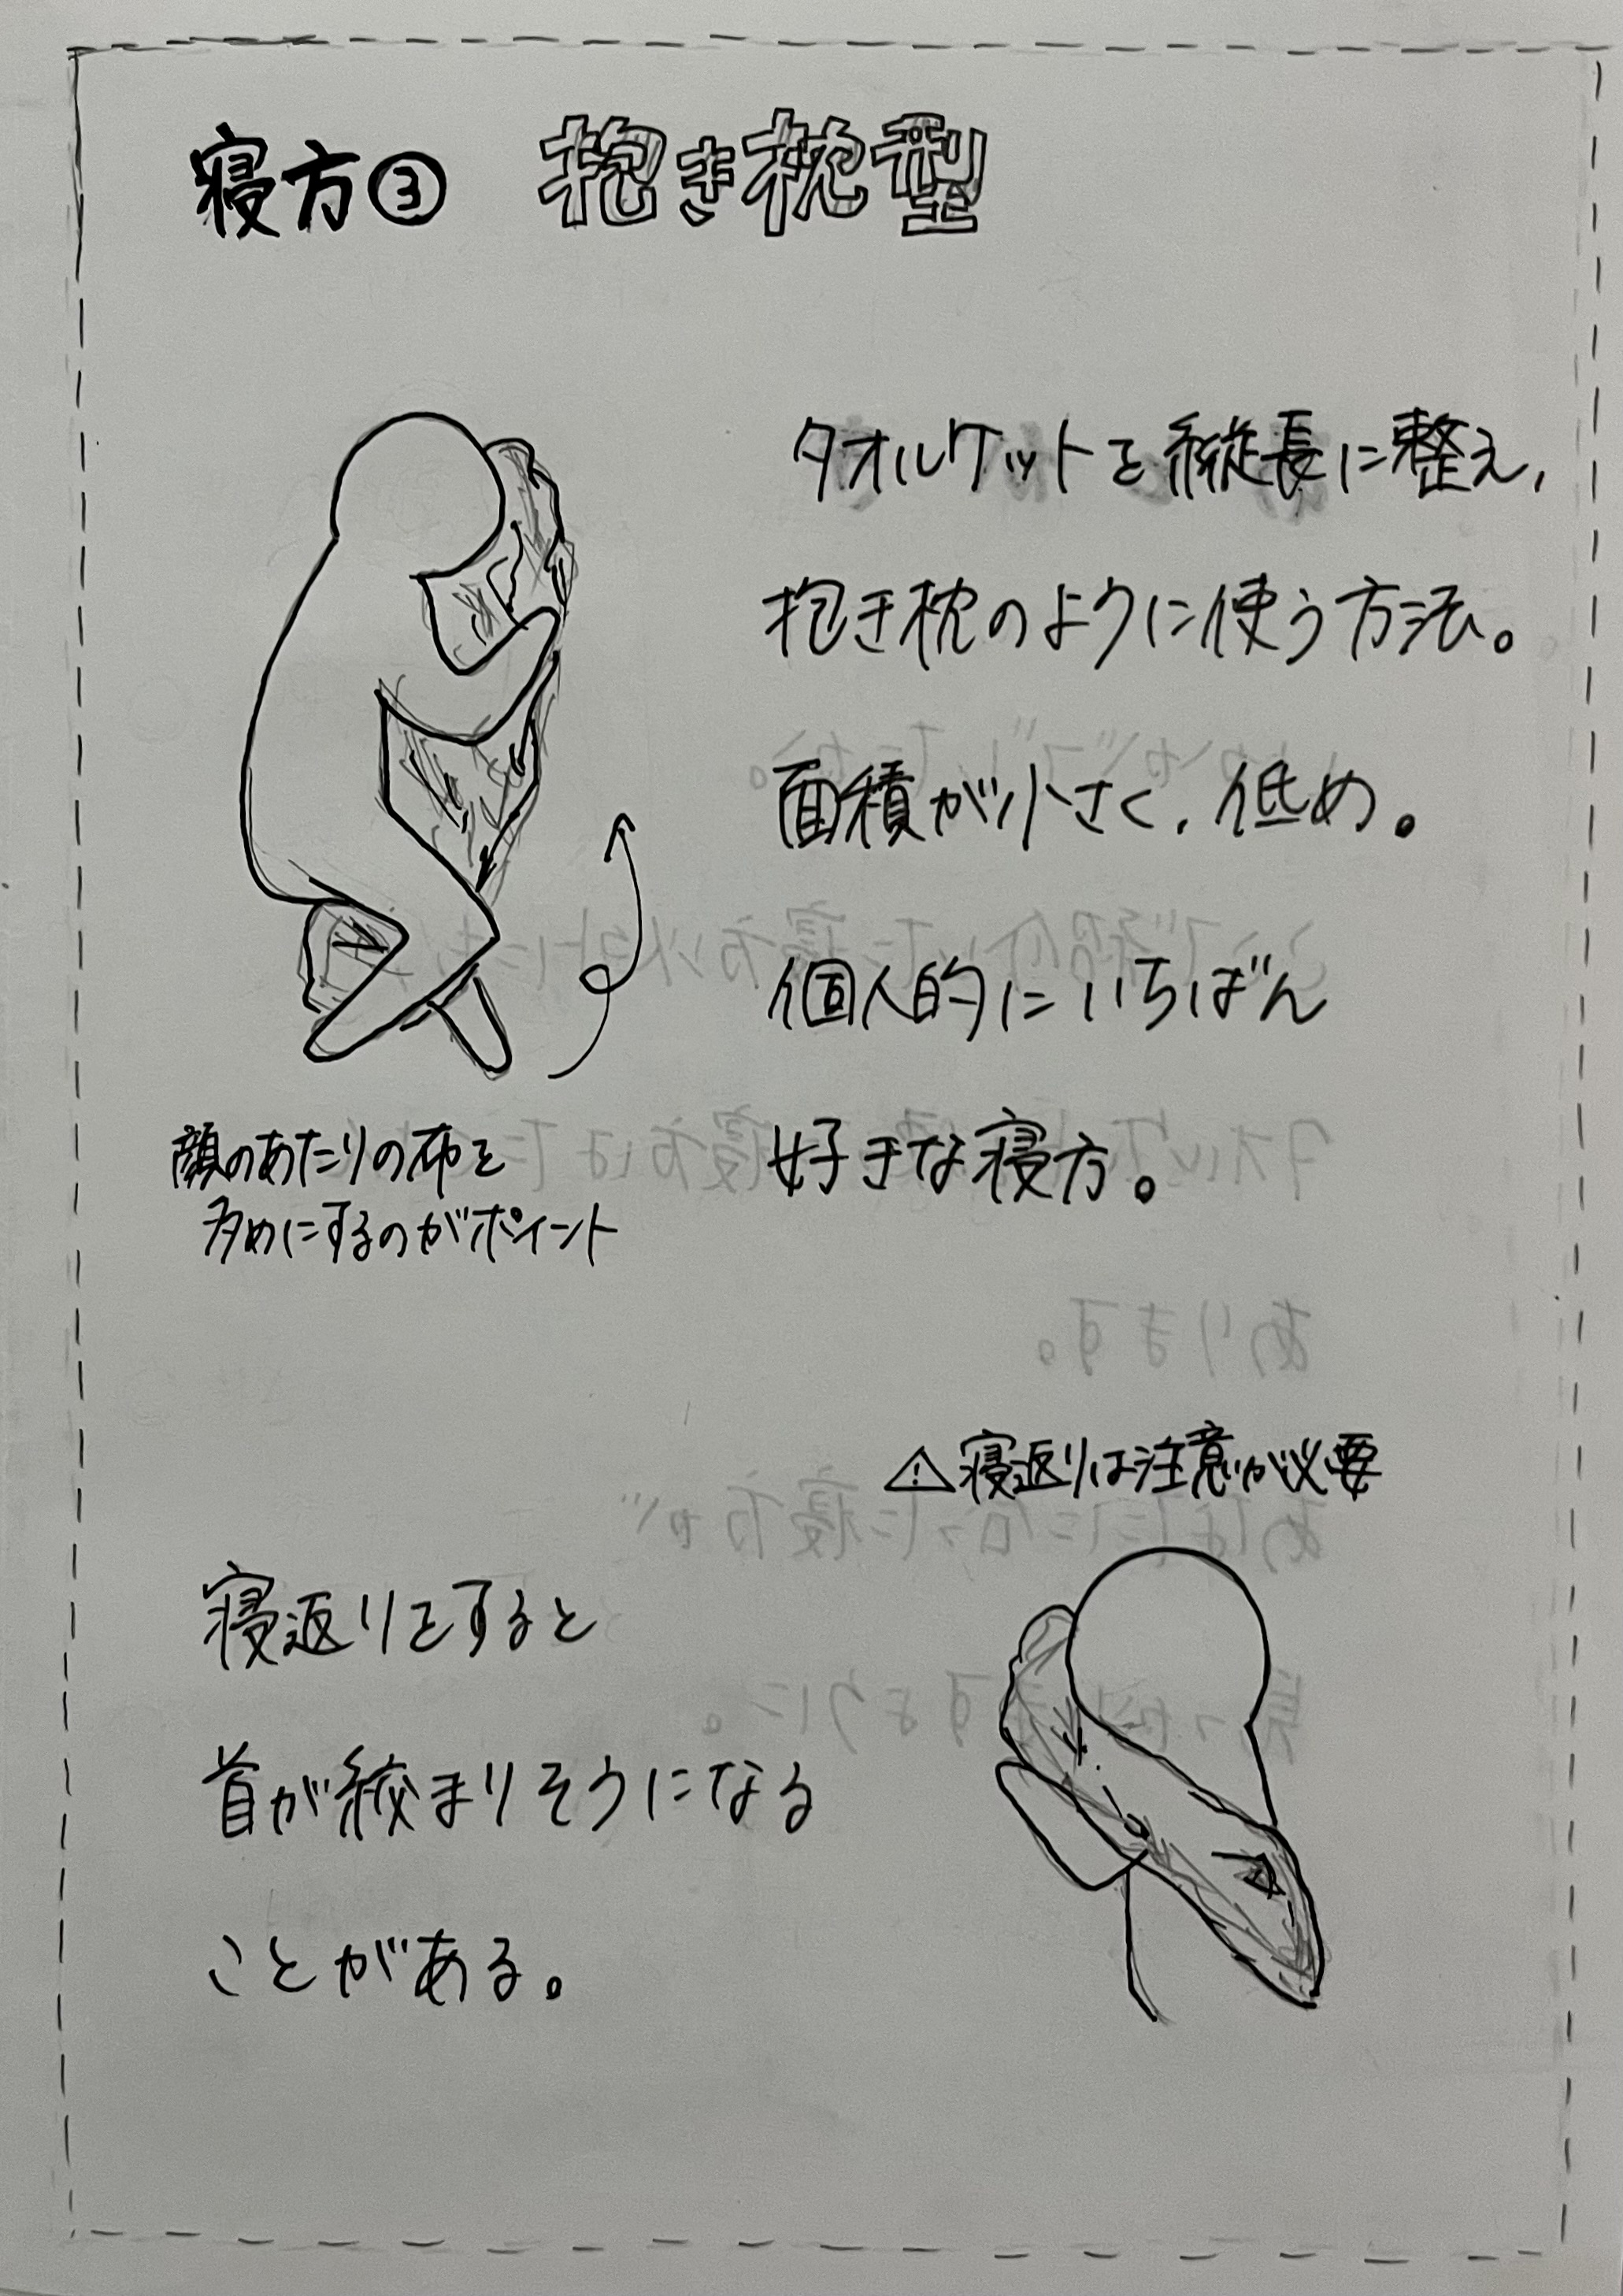 寝方③ 抱き枕型
タオルケットを縦長に整え、
抱き枕のように使う方法。
面積が小さく、低め。
個人的にいちばん
好きな寝方。
顔のあたりの布を
多めにするのがポイント
⚠寝返りは注意が必要
寝返りをすると
首が絞まりそうになる
ことがある。